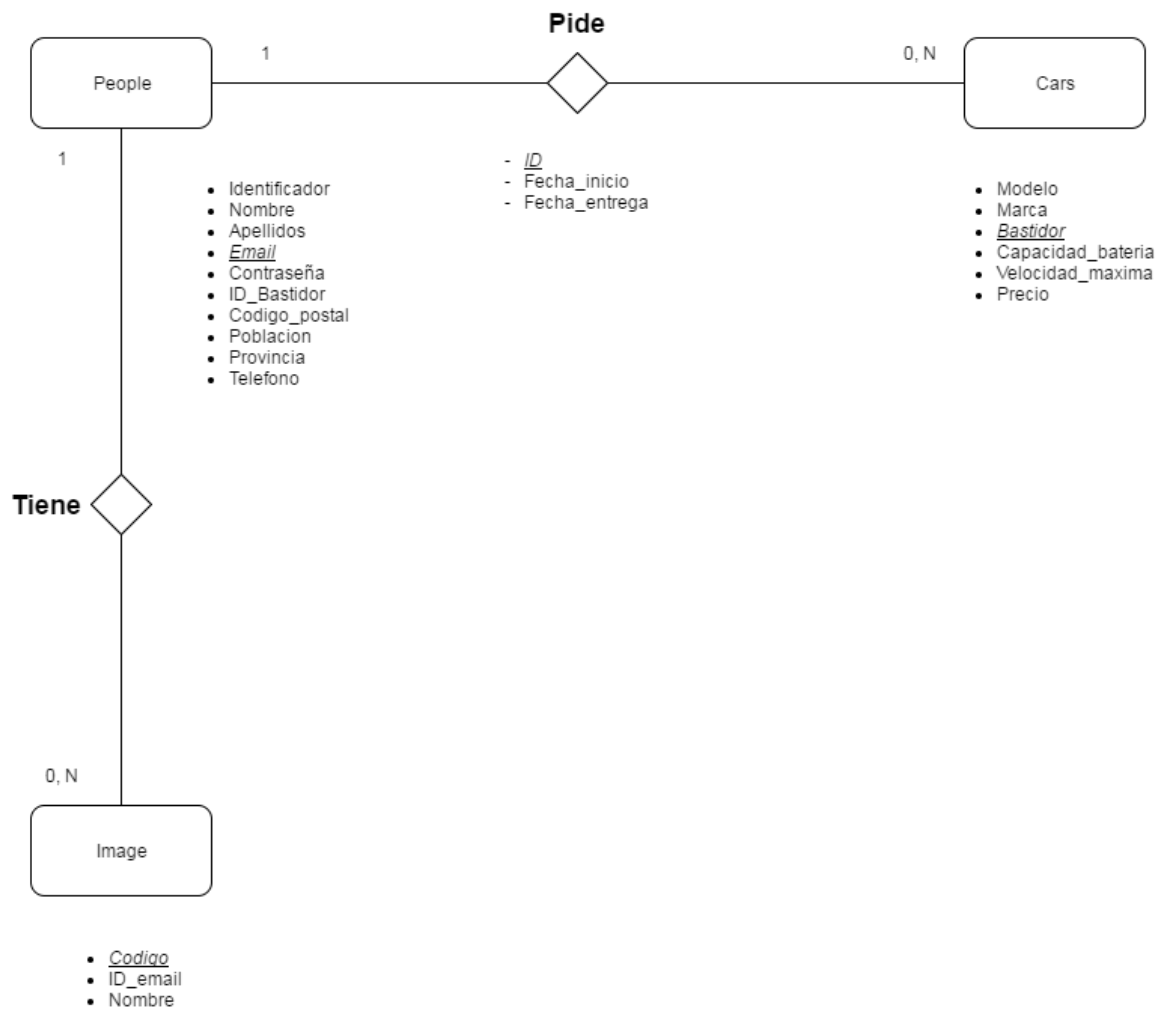 Pide
1
0, N
People
Cars
1
- ID
- Fecha_inicio
- Fecha_entrega
• Identificador
• Nombre
• Apellidos
• Email
• Contraseña
• ID_Bastidor
• Codigo_postal
• Poblacion
• Provincia
• Telefono
• Modelo
• Marca
• Bastidor
• Capacidad_bateria
• Velocidad_maxima
• Precio
Tiene
0, N
Image
• Codigo
• ID_email
• Nombre